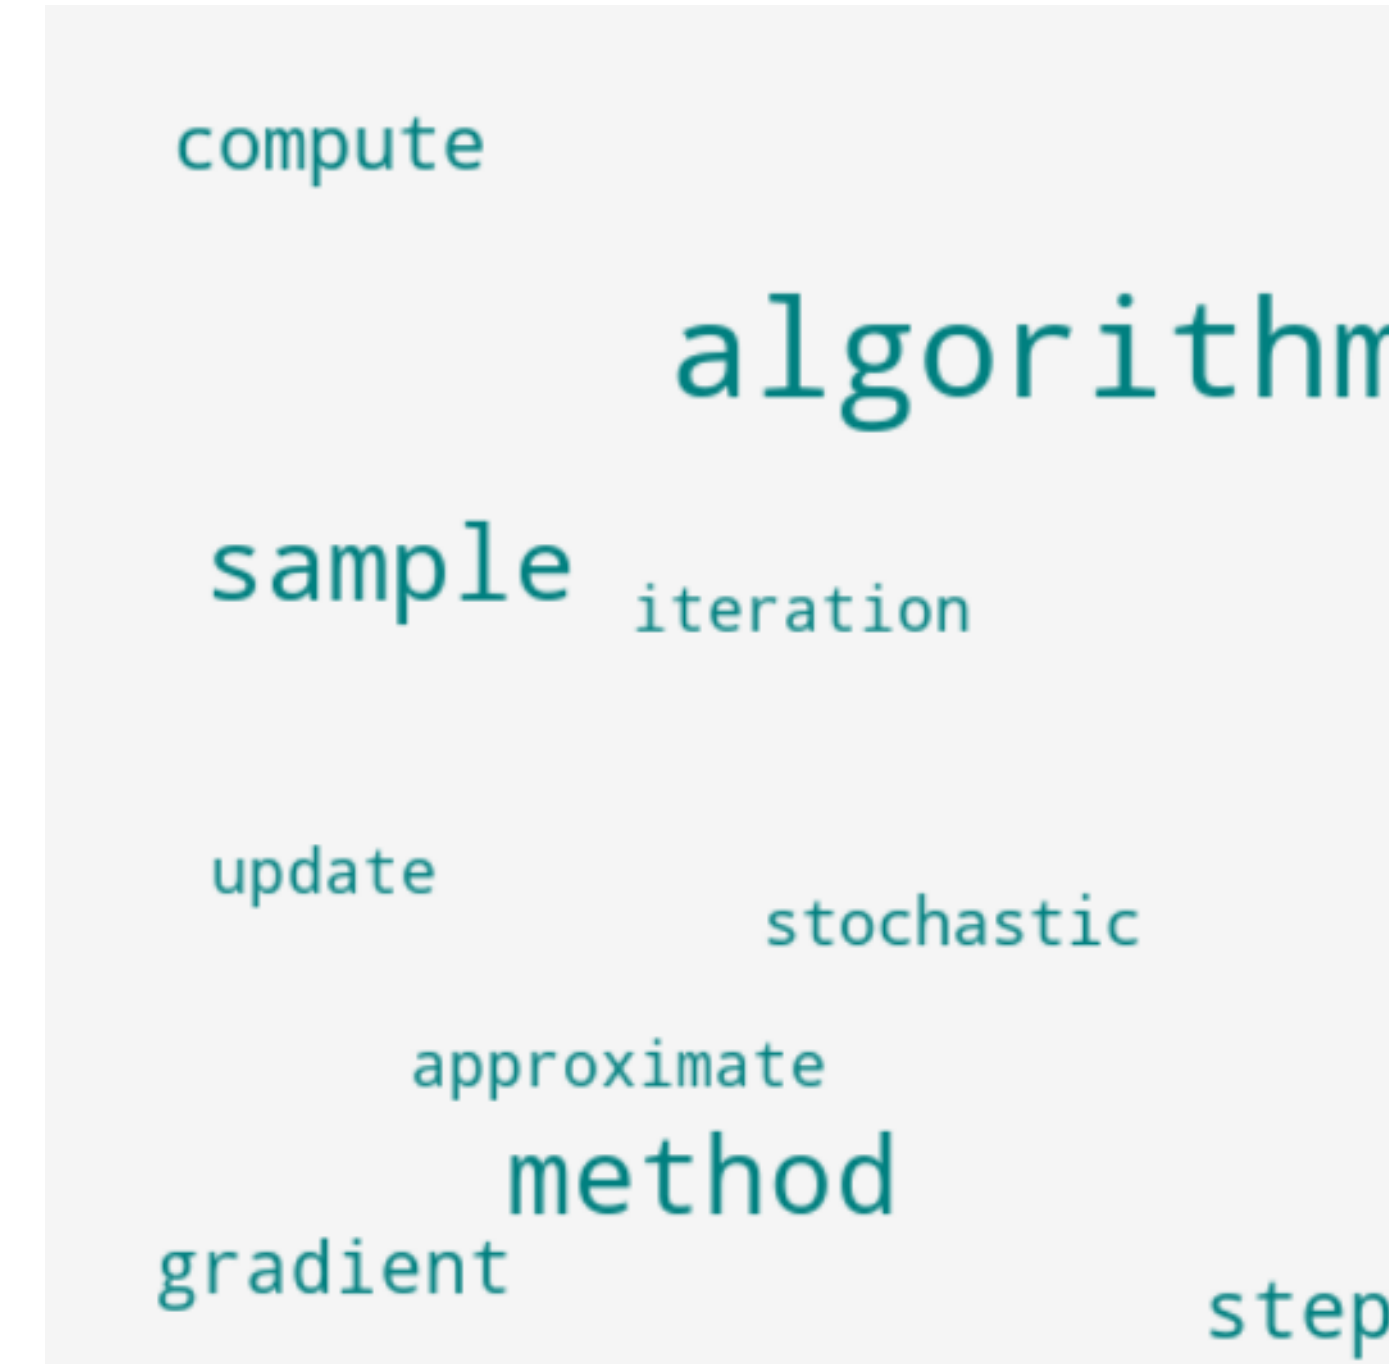 compute
algorithm
sample
iteration
update
stochastic
approximate
method
gradient
step